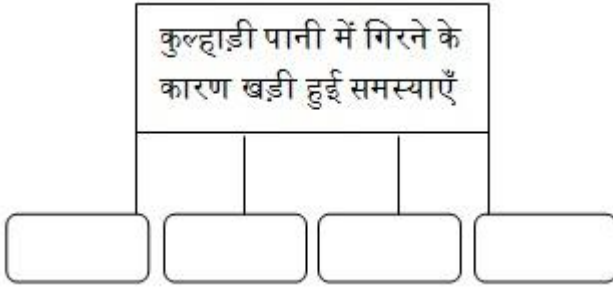 कुल्हाड़ी पानी में गिरने के
कारण खड़ी हुई समस्याएँ